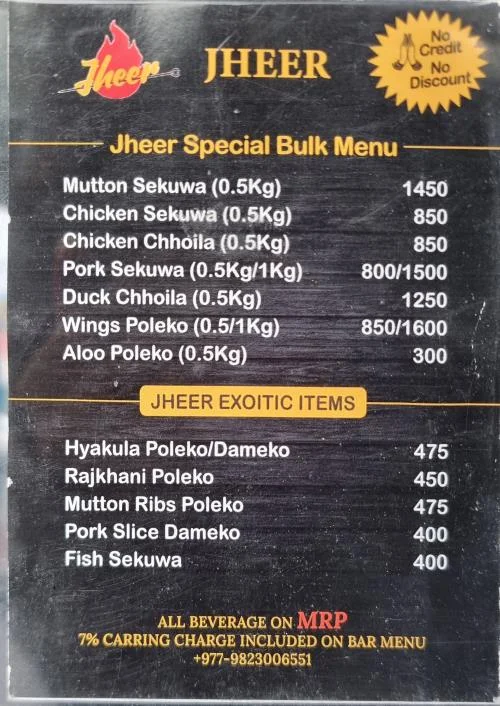 Jheer
JHEER
No
Credit
No
Discount
Jheer Special Bulk Menu
Mutton Sekuwa (0.5Kg) 1450
Chicken Sekuwa (0.5Kg) 850
Chicken Chhoila (0.5Kg) 850
Pork Sekuwa (0.5Kg/1Kg) 800/1500
Duck Chhoila (0.5Kg) 1250
Wings Poleko (0.5/1Kg) 850/1600
Aloo Poleko (0.5Kg) 300
JHEER EXOITIC ITEMS
Hyakula Poleko/Dameko 475
Rajkhani Poleko 450
Mutton Ribs Poleko 475
Pork Slice Dameko 400
Fish Sekuwa 400
ALL BEVERAGE ON MRP
7% CARRING CHARGE INCLUDED ON BAR MENU
+977-9823006551